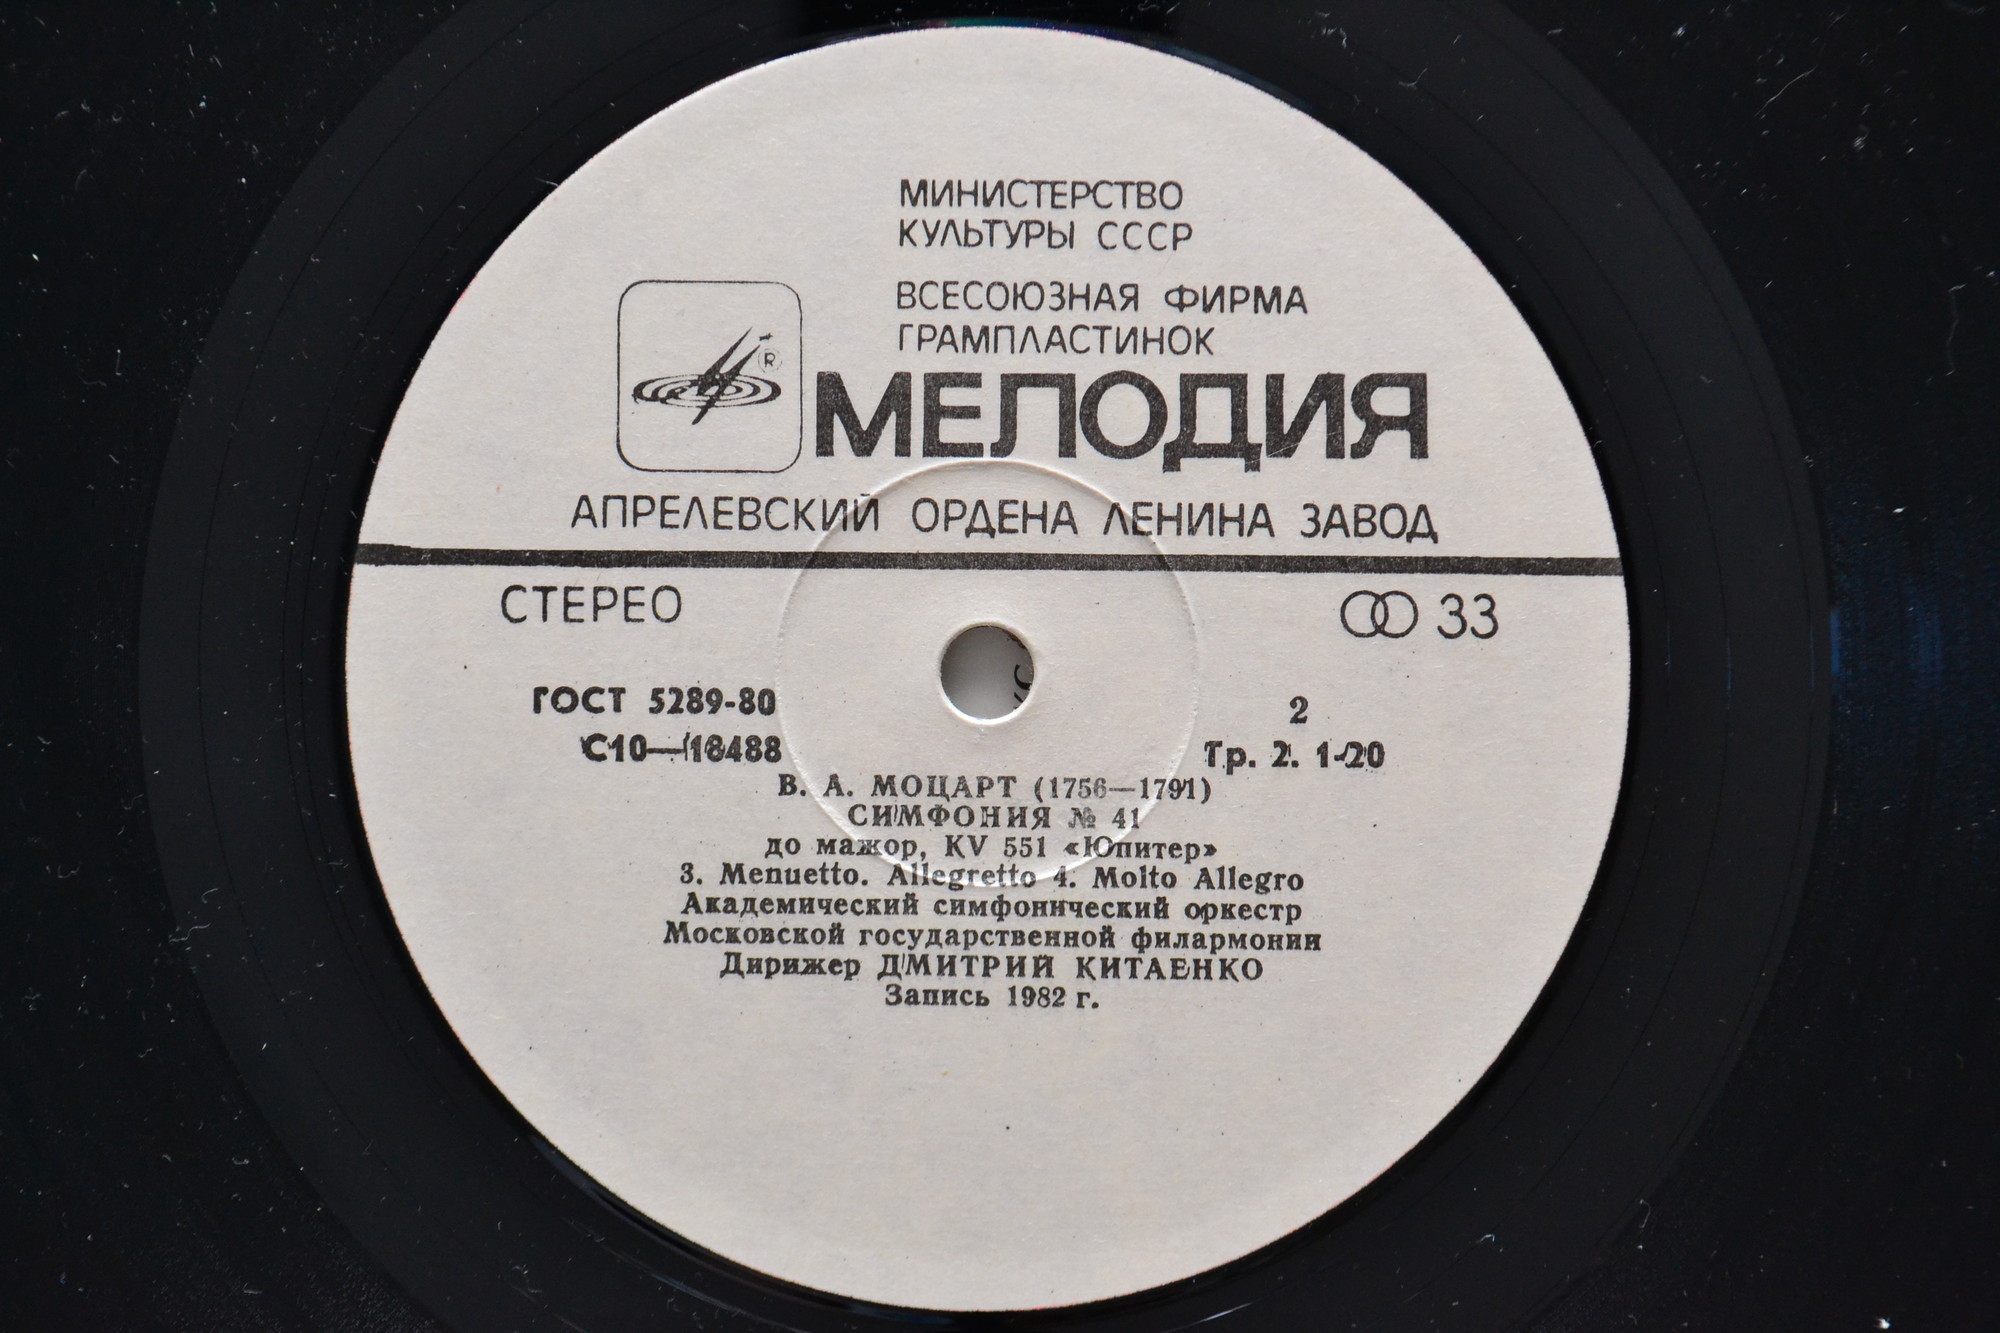 МИНИСТЕРСТВО
КУЛЬТУРЫ СССР
ВСЕСОЮЗНАЯ ФИРМА
ГРАМПЛАСТИНОК
®
МЕЛОДИЯ
АПРЕЛЕВСКИЙ ОРДЕНА ЛЕНИНА ЗАВОД
СТЕРЕО 33
ГОСТ 5289-80 2
С10—18488 Тр. 2. 1-20
В. А. МОЦАРТ (1756—1791)
СИМФОНИЯ № 41
до мажор, KV 551 «Юпитер»
3. Menuetto. Allegretto 4. Molto Allegro
Академический симфонический оркестр
Московской государственной филармонии
Дирижер ДМИТРИЙ КИТАЕНКО
Запись 1982 г.